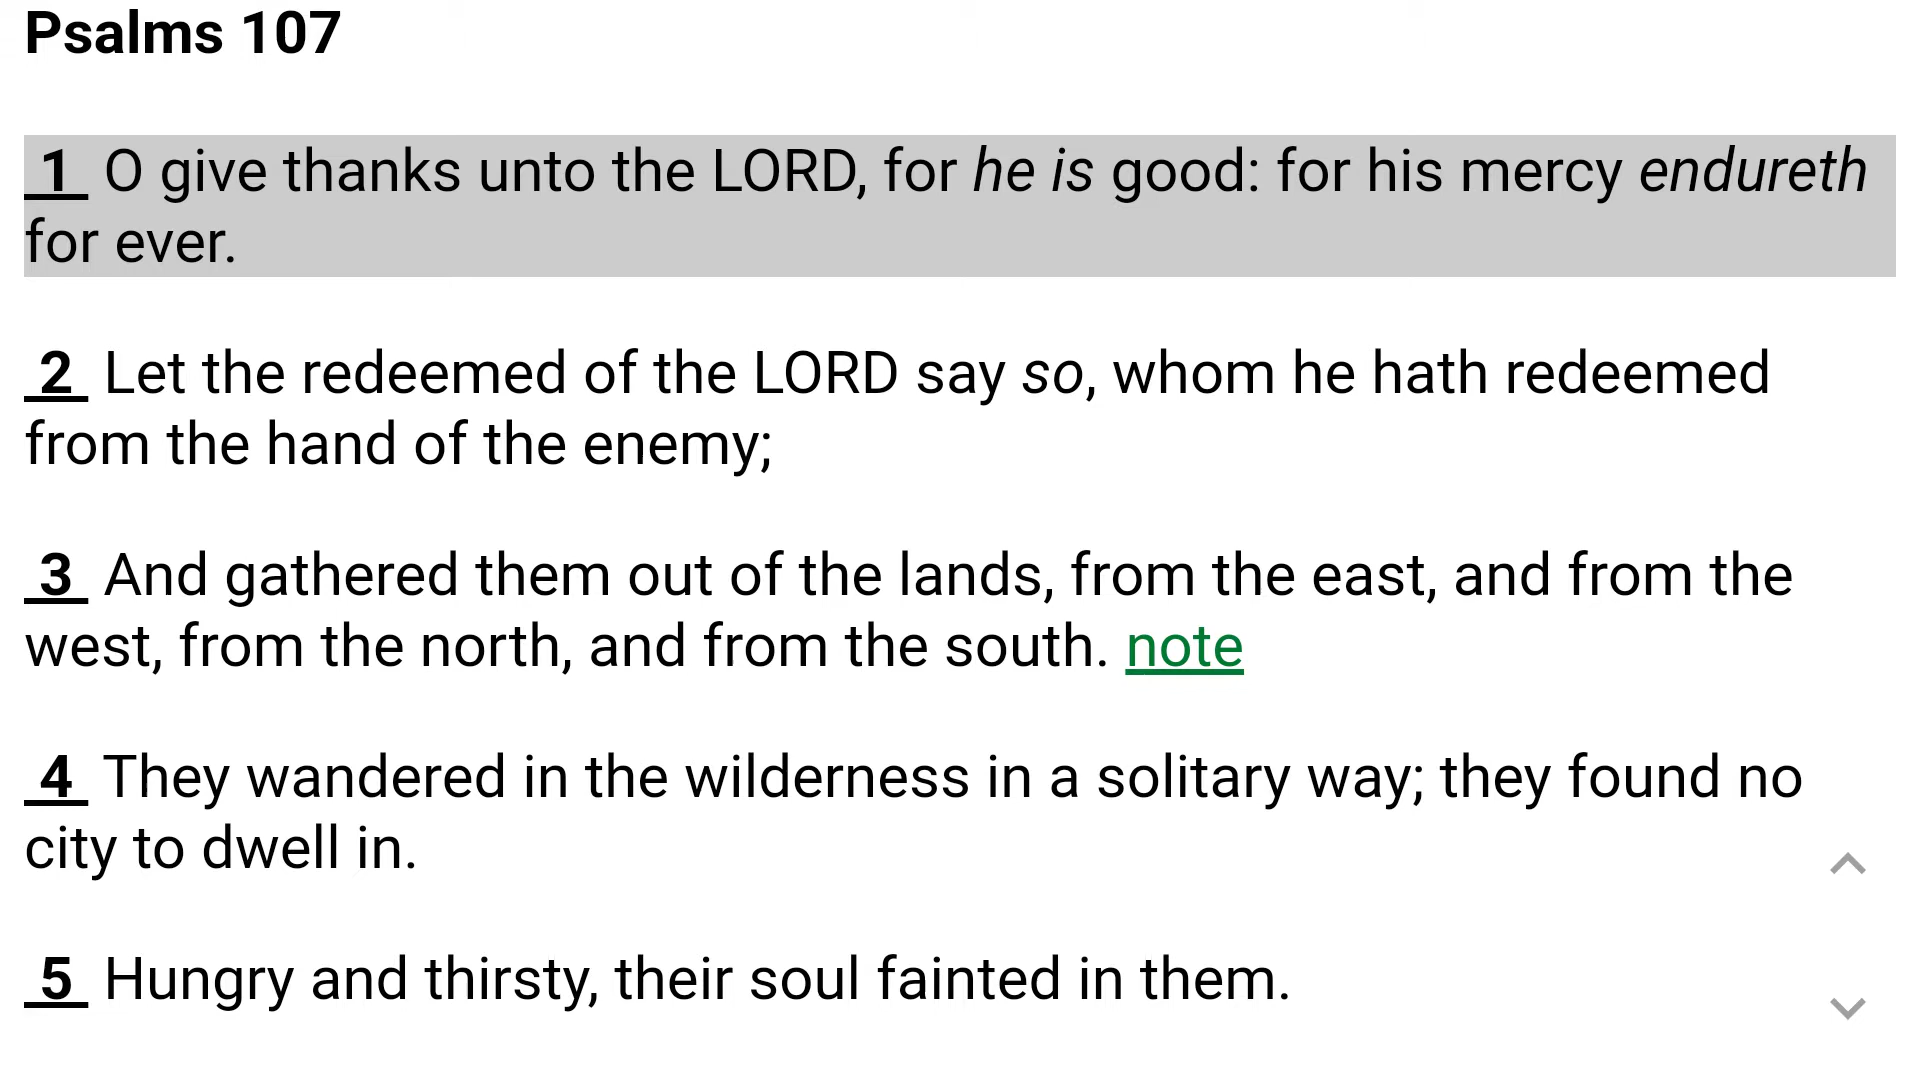 Psalms 107
1 O give thanks unto the LORD, for he is good: for his mercy endureth
for ever.
2 Let the redeemed of the LORD say so, whom he hath redeemed
from the hand of the enemy;
3 And gathered them out of the lands, from the east, and from the
west, from the north, and from the south. note
4 They wandered in the wilderness in a solitary way; they found no
city to dwell in.
5 Hungry and thirsty, their soul fainted in them.